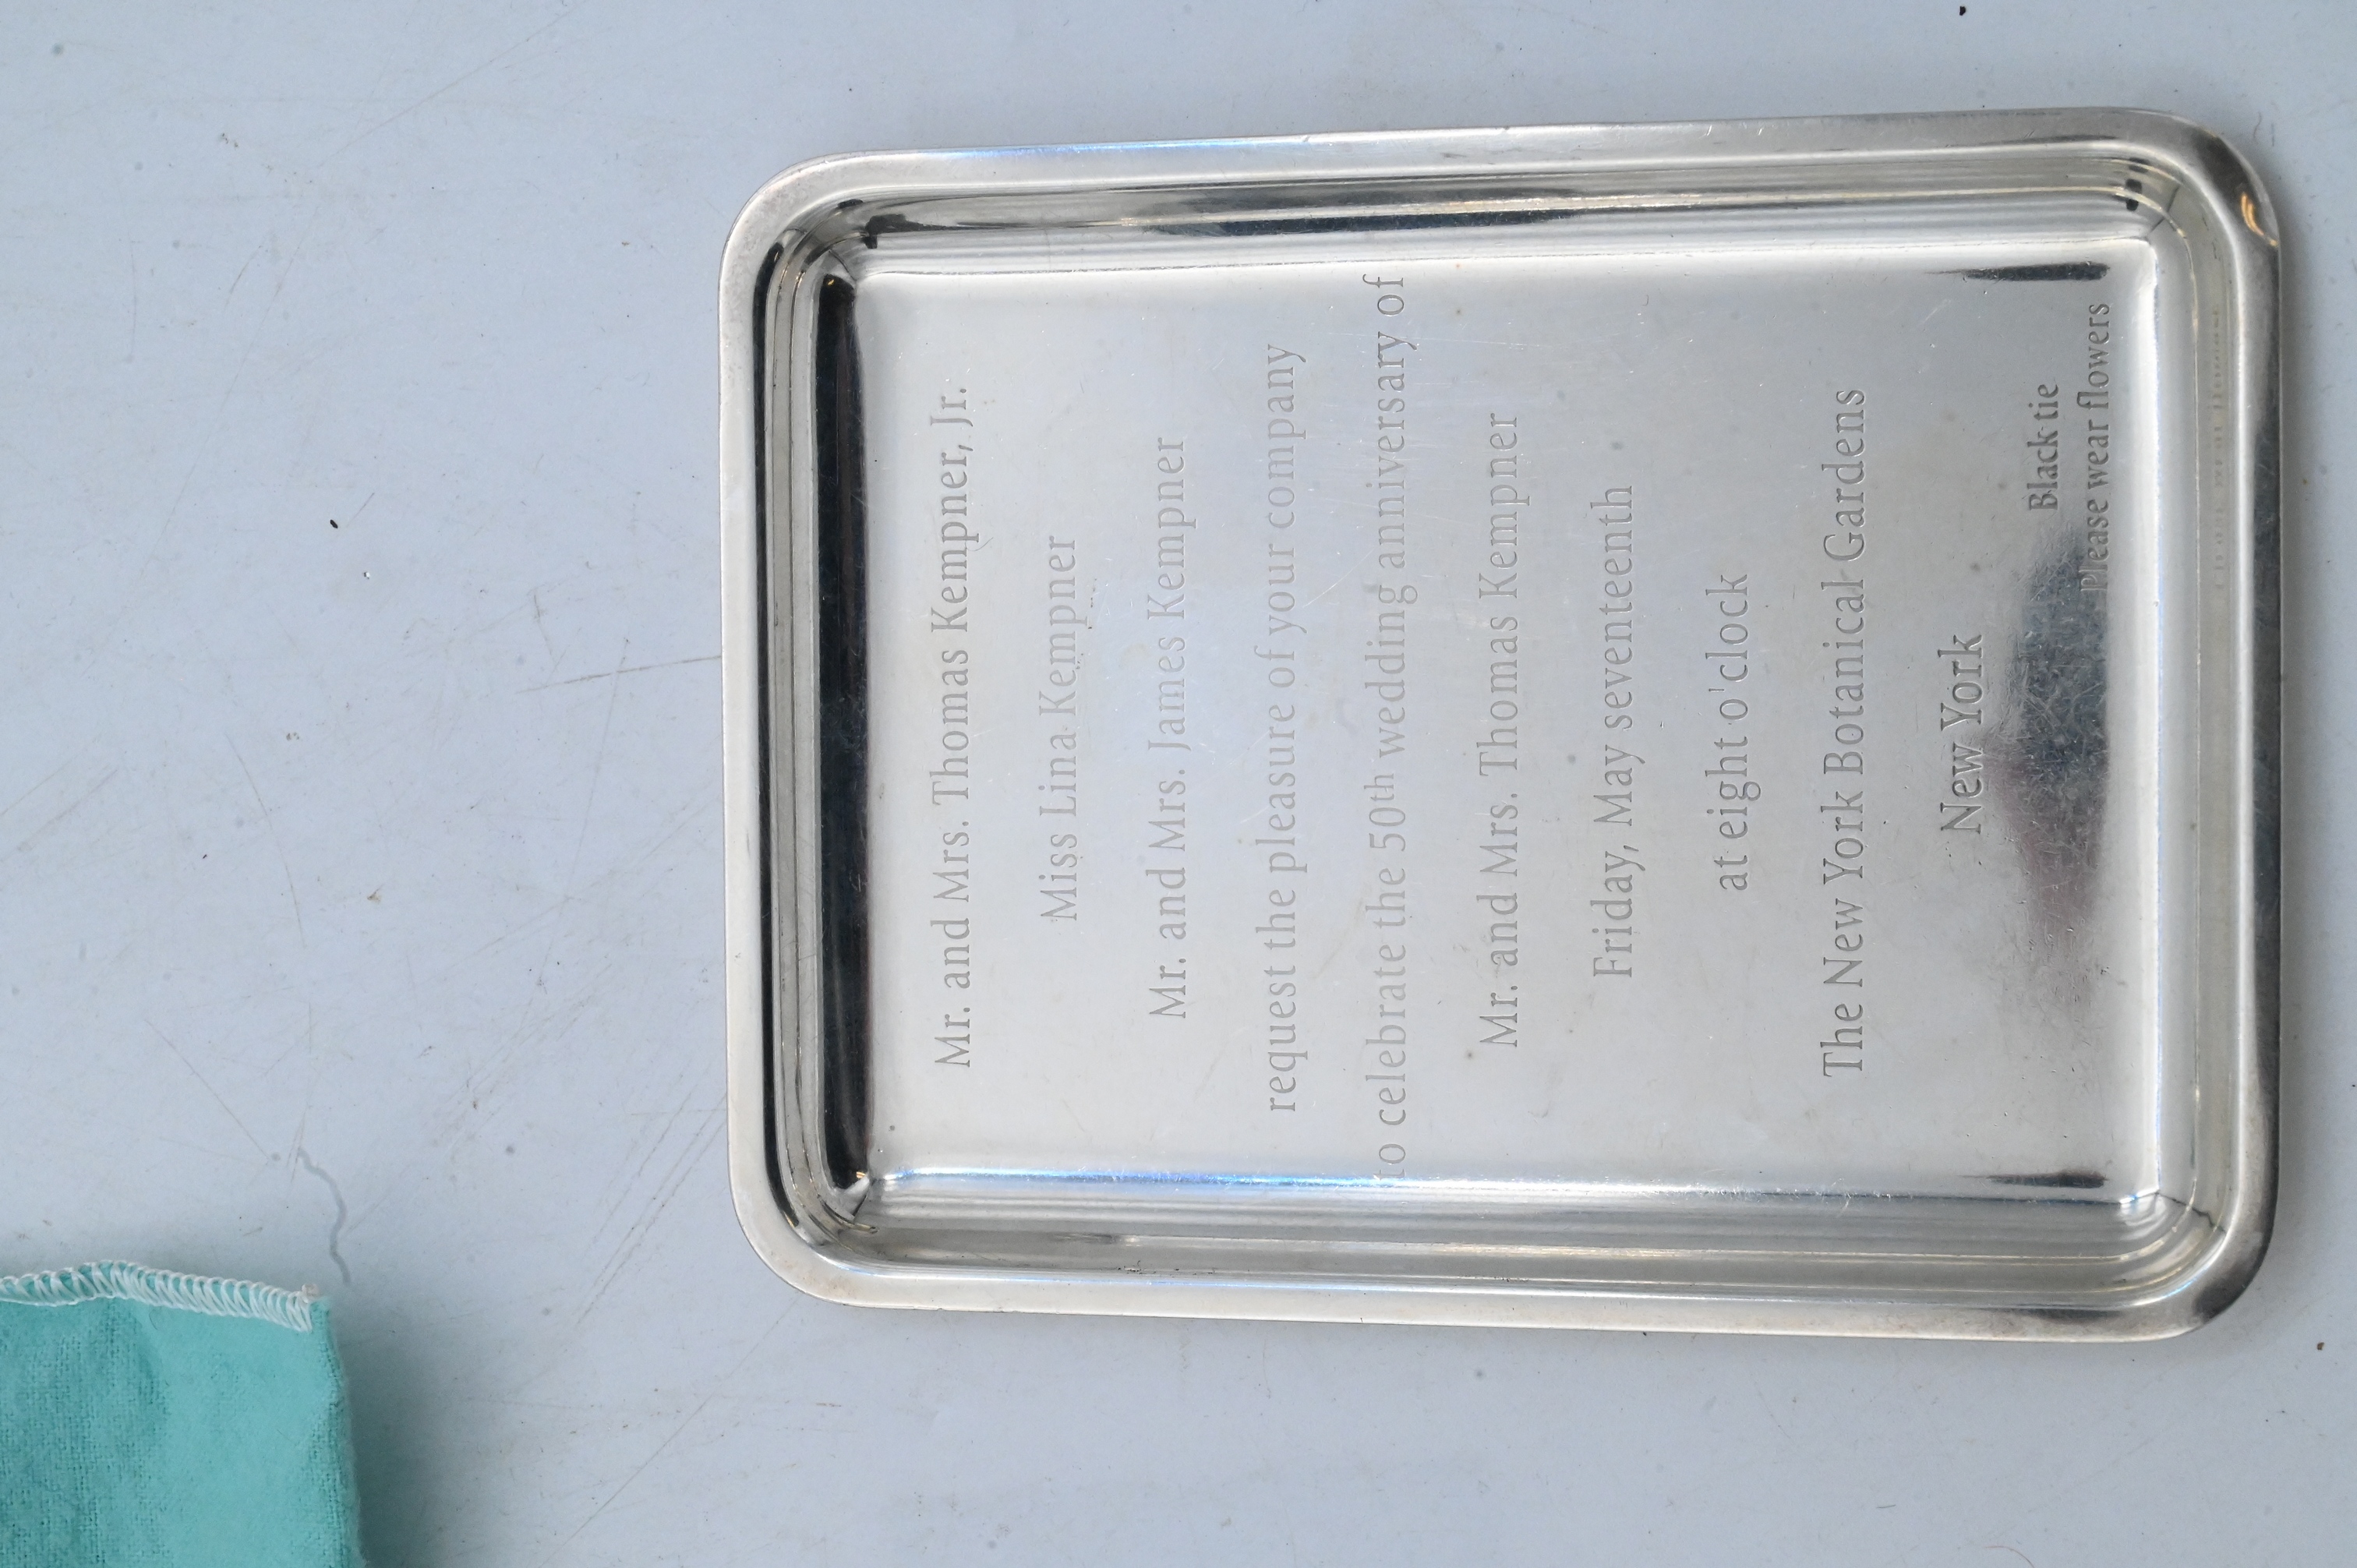 Mr. and Mrs. Thomas Kempner, Jr.
Miss Lina Kempner
Mr. and Mrs. James Kempner
request the pleasure of your company
to celebrate the 50th wedding anniversary of
Mr. and Mrs. Thomas Kempner
Friday, May seventeenth
at eight o'clock
The New York Botanical Gardens
New York
Black tie
Please wear flowers